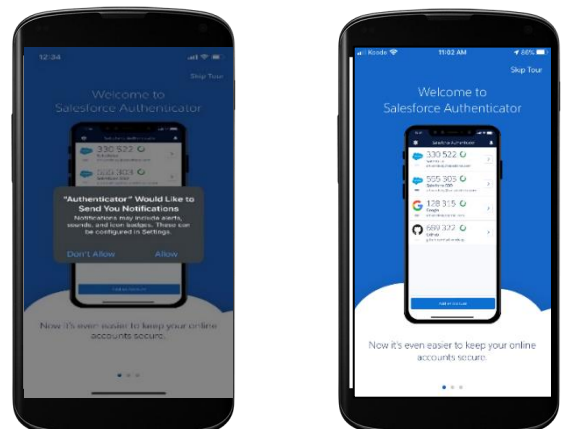 12:34
Skip Tour
Welcome to
Salesforce Authenticator
330 522
"Authenticator" Would Like to
Send You Notifications
Notifications may include alerts,
sounds, and icon badges. These can
be configured in Settings.
Don't Allow
Allow
Now it's even easier to keep your online
accounts secure.
Koodo
11:02 AM
86%
Skip Tour
Welcome to
Salesforce Authenticator
Salesforce Authenticator
330 522
555 303
128 315
Google
669 322
GitHub
Add an Account
Now it's even easier to keep your online
accounts secure.